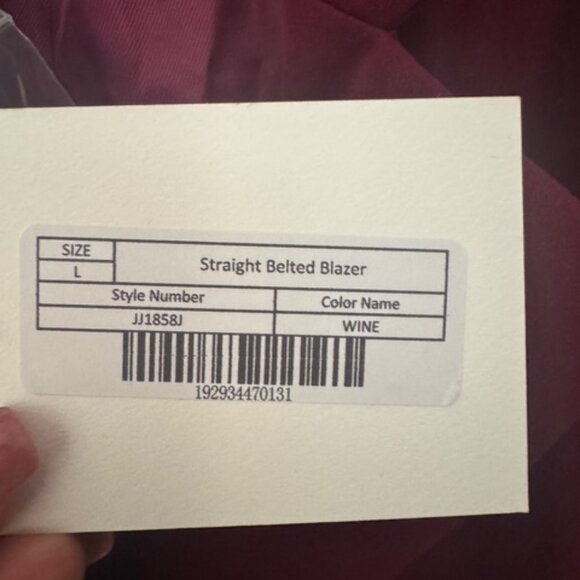 SIZE
L
Straight Belted Blazer
Style Number
Color Name
JJ1858J
WINE
192934470131